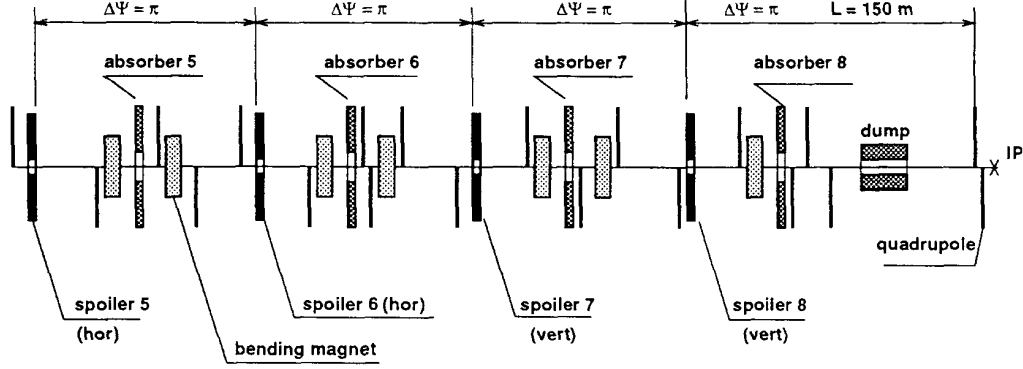 ΔΨ = π
ΔΨ = π
ΔΨ = π
ΔΨ = π
L = 150 m
absorber 5
absorber 6
absorber 7
absorber 8
dump
IP
quadrupole
spoiler 5
(hor)
spoiler 6 (hor)
spoiler 7
(vert)
spoiler 8
(vert)
bending magnet